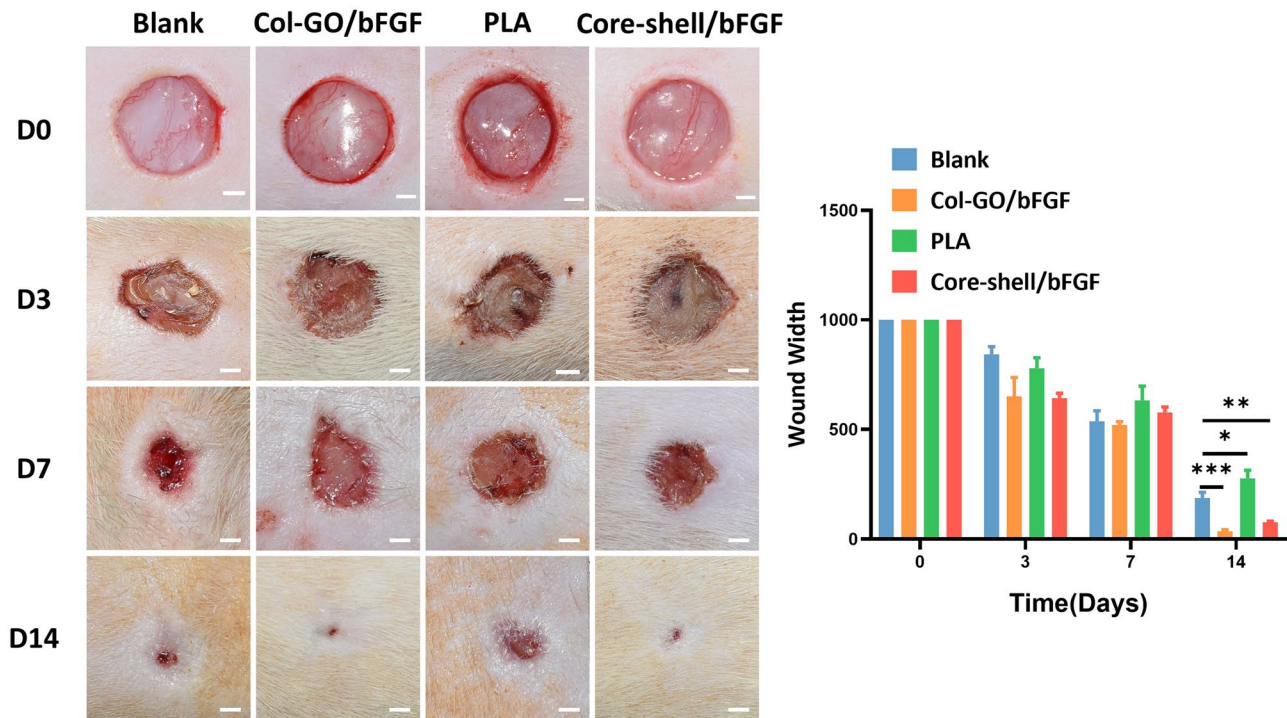 Blank Col-GO/bFGF PLA Core-shell/bFGF
D0
D3
D7
D14
Blank
Col-GO/bFGF
PLA
Core-shell/bFGF
1500
1000
500
0
Wound Width
**
*
***
0 3 7 14
Time(Days)